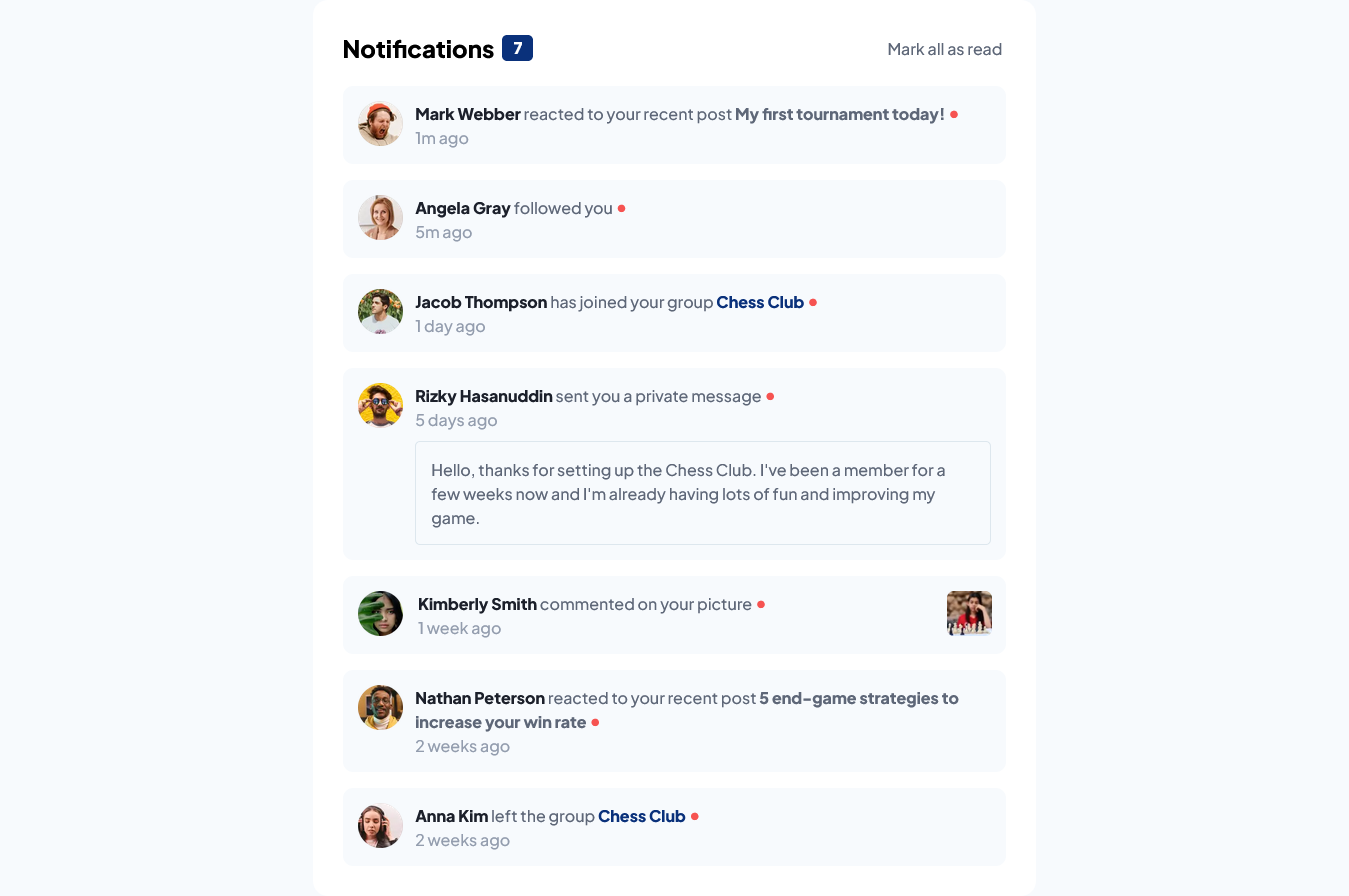 Notifications 7 Mark all as read
Mark Webber reacted to your recent post My first tournament today!
1m ago
Angela Gray followed you
5m ago
Jacob Thompson has joined your group Chess Club
1 day ago
Rizky Hasanuddin sent you a private message
5 days ago
Hello, thanks for setting up the Chess Club. I've been a member for a
few weeks now and I'm already having lots of fun and improving my
game.
Kimberly Smith commented on your picture
1 week ago
Nathan Peterson reacted to your recent post 5 end-game strategies to
increase your win rate
2 weeks ago
Anna Kim left the group Chess Club
2 weeks ago